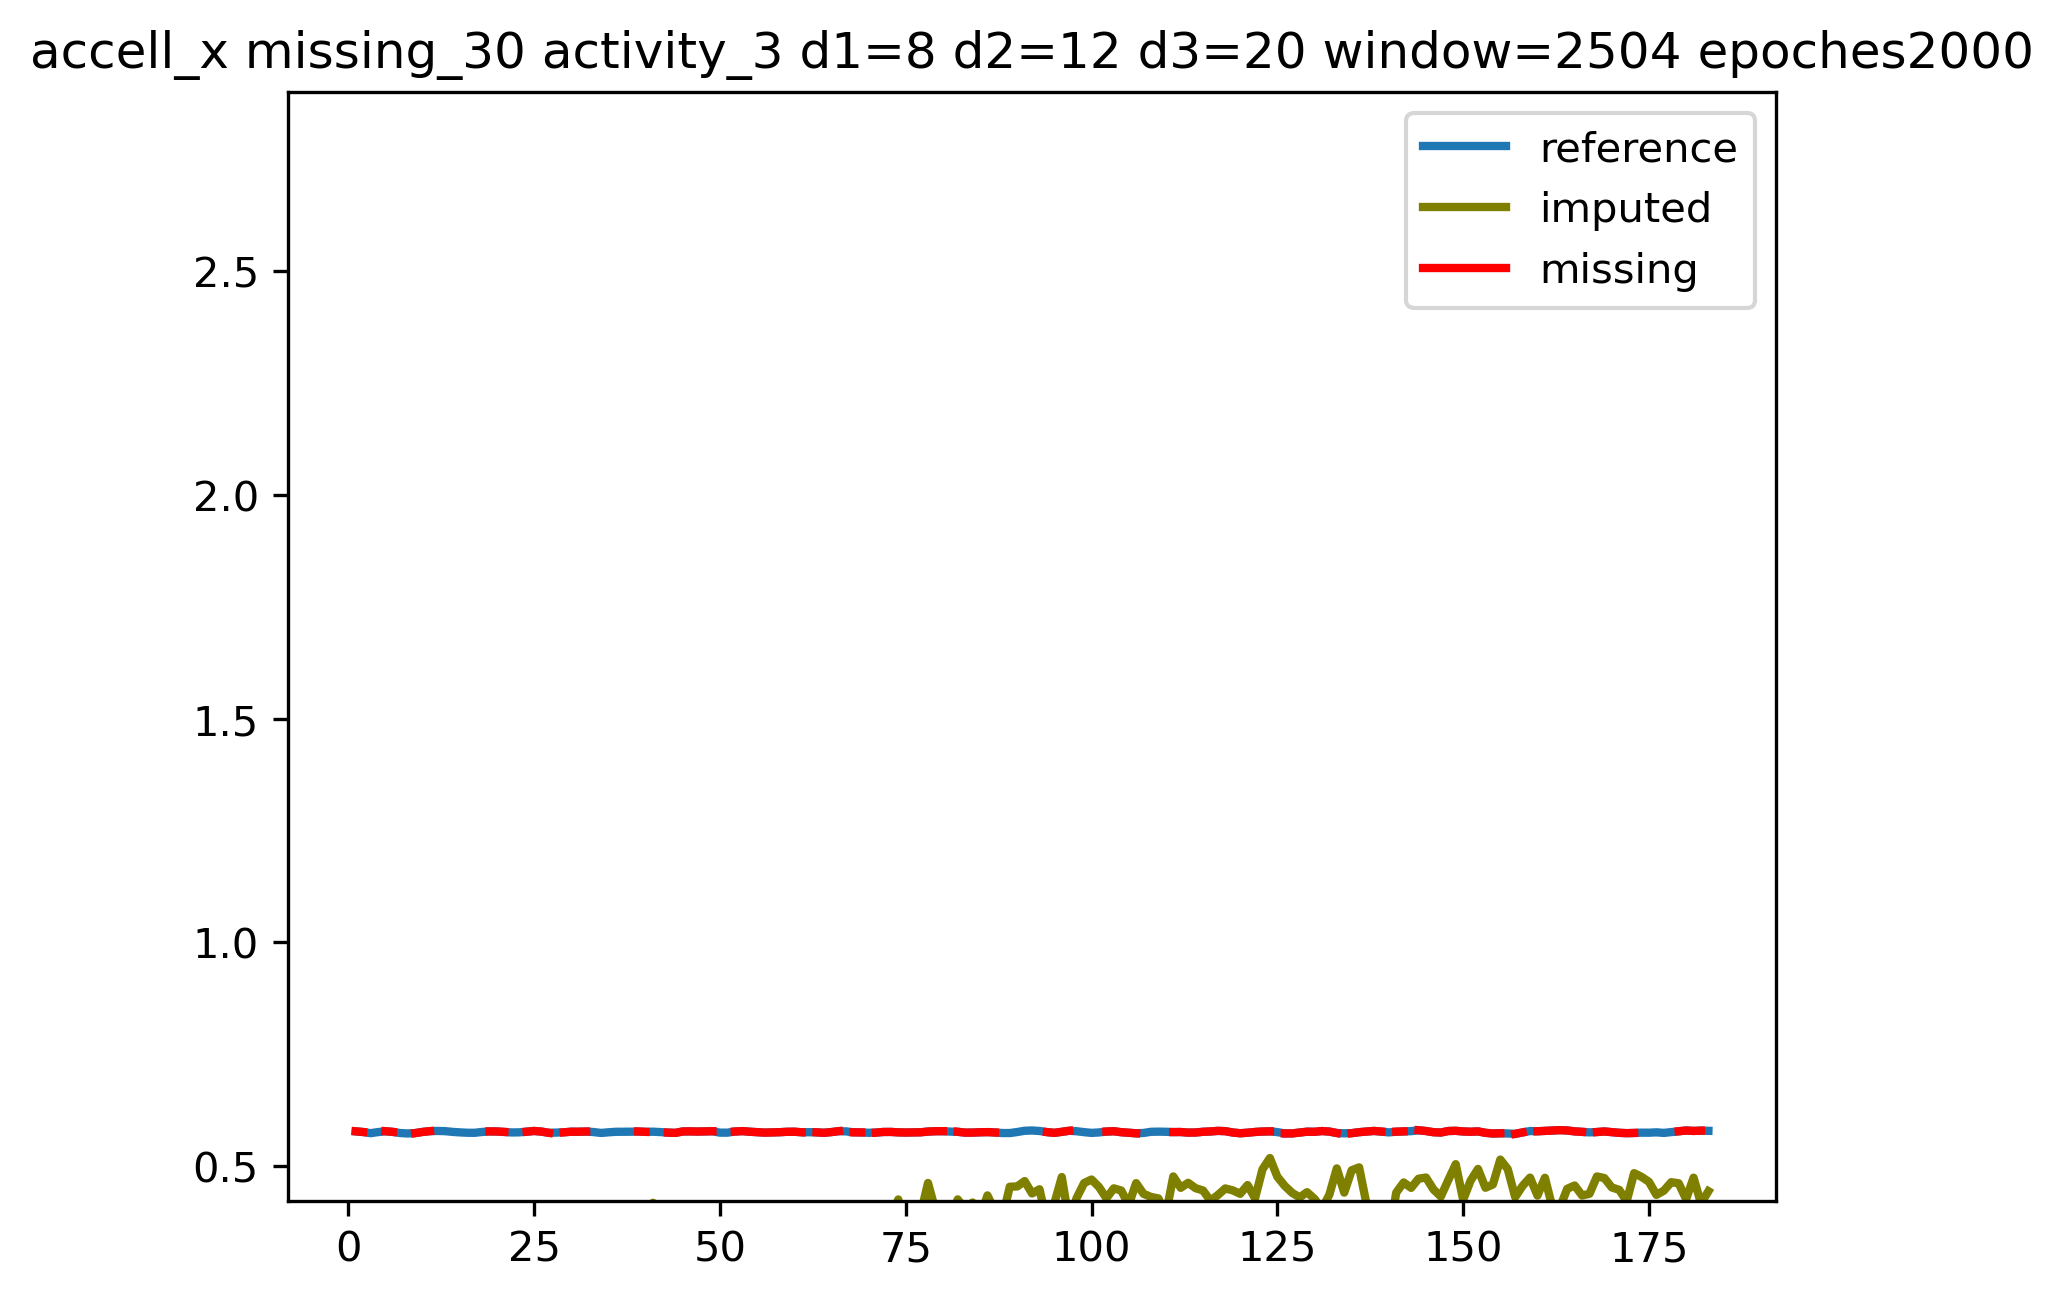 accell_x missing_30 activity_3 d1=8 d2=12 d3=20 window=2504 epoches2000
reference
imputed
missing
2.5
2.0
1.5
1.0
0.5
0 25 50 75 100 125 150 175